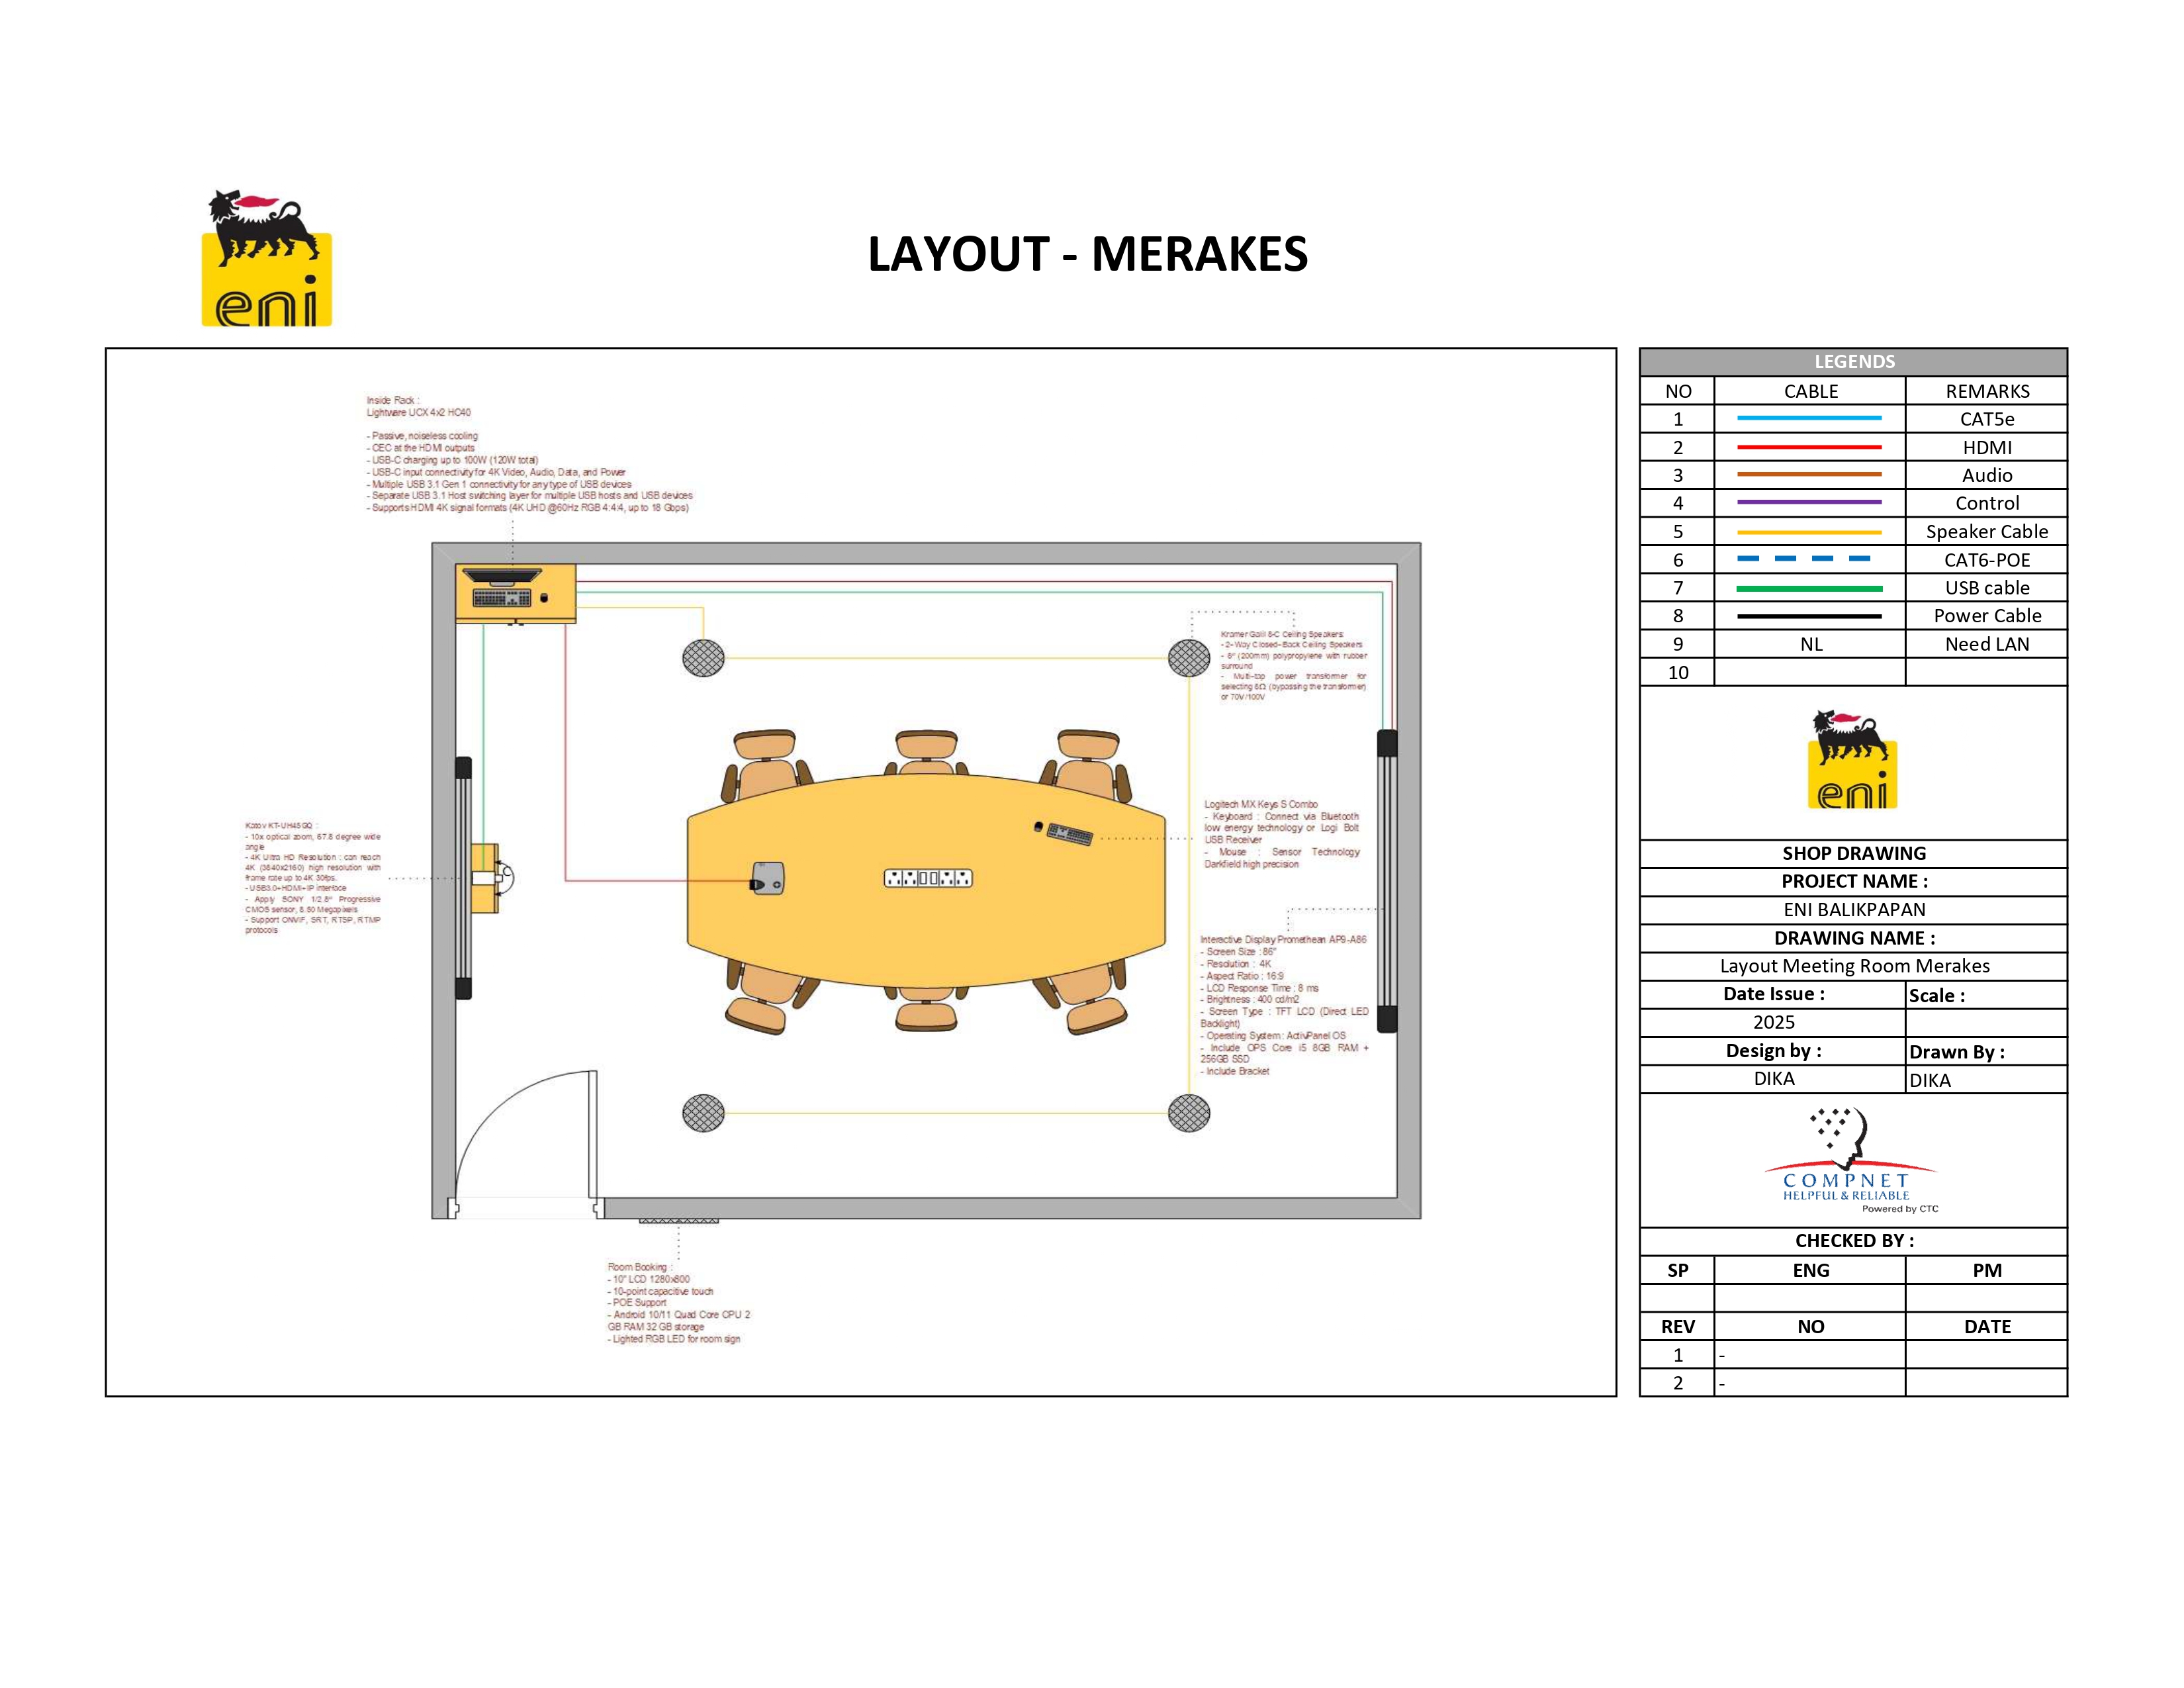 eni
LAYOUT - MERAKES
Inside Rack :
Lightware UCX 4x2 HC40
- Passive, noiseless cooling
- CEC at the HDMI outputs
- USB-C charging up to 100W (120W total)
- USB-C input connectivity for 4K Video, Audio, Data, and Power
- Multiple USB 3.1 Gen 1 connectivity for any type of USB devices
- Separate USB 3.1 Host switching layer for multiple USB hosts and USB devices
- Supports HDMI 4K signal formats (4K UHD @60Hz RGB 4:4:4, up to 18 Gbps)
Kramer Galil 8-C Ceiling Speakers
- 2-Way Closed-Back Ceiling Speakers
- 8" (200mm) polypropylene with rubber
surround
- Multi-tap power transformer for
selecting 8Ω (bypassing the transformer)
or 70V/100V
Logitech MX Keys S Combo
- Keyboard : Connect via Bluetooth
low energy technology or Logi Bolt
USB Receiver
- Mouse : Sensor Technology
Darkfield high precision
Katov KT-UH45GQ :
- 10x optical zoom, 67.8 degree wide
angle
- 4K Ultra HD Resolution : can reach
4K (3840x2160) high resolution with
frame rate up to 4K 30fps.
- USB3.0+HDMI+IP interface
- Apply SONY 1/2.8" Progressive
CMOS sensor, 8.50 Megapixels
- Support ONVIF, SRT, RTSP, RTMP
protocols
Interactive Display Promethean AP9-A86
- Screen Size : 86"
- Resolution : 4K
- Aspect Ratio : 16:9
- LCD Response Time : 8 ms
- Brightness : 400 cd/m2
- Screen Type : TFT LCD (Direct LED
Backlight)
- Operating System : ActivPanel OS
- Include OPS Core i5 8GB RAM +
256GB SSD
- Include Bracket
Room Booking :
- 10" LCD 1280x800
- 10-point capacitive touch
- POE Support
- Android 10/11 Quad Core CPU 2
GB RAM 32 GB storage
- Lighted RGB LED for room sign
LEGENDS
NO CABLE REMARKS
1 CAT5e
2 HDMI
3 Audio
4 Control
5 Speaker Cable
6 CAT6-POE
7 USB cable
8 Power Cable
9 NL Need LAN
10
eni
SHOP DRAWING
PROJECT NAME :
ENI BALIKPAPAN
DRAWING NAME :
Layout Meeting Room Merakes
Date Issue : Scale :
2025
Design by : Drawn By :
DIKA DIKA
COMPNET
HELPFUL & RELIABLE
Powered by CTC
CHECKED BY :
SP ENG PM
REV NO DATE
1 -
2 -